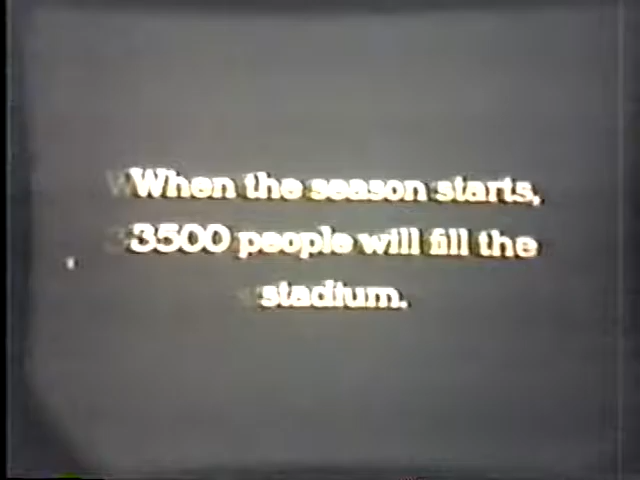 When the season starts,
3500 people will fill the
stadium.